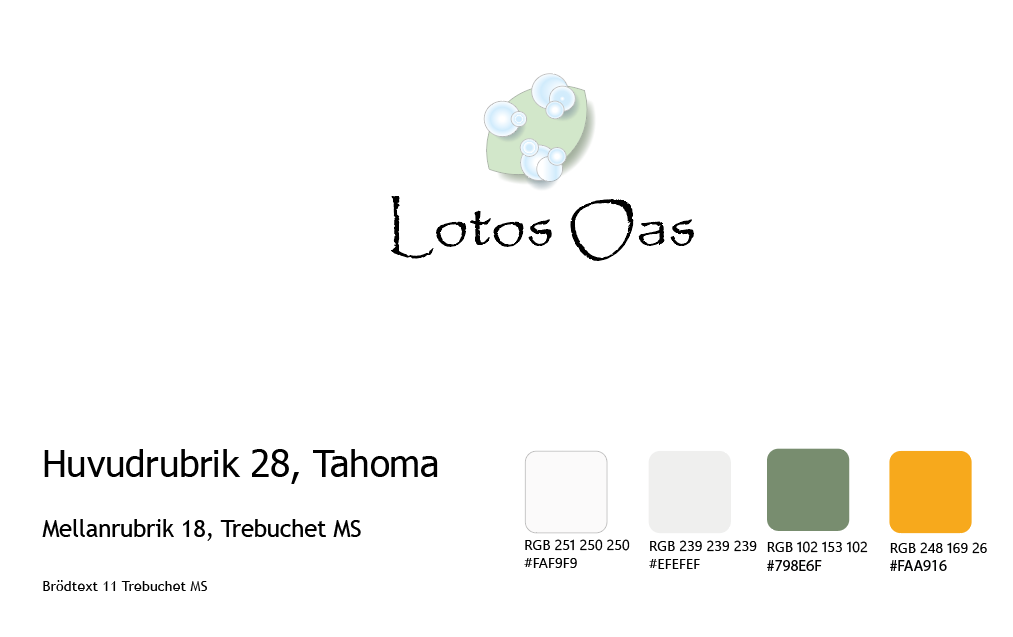 Lotos Oas
Huvudrubrik 28, Tahoma
Mellanrubrik 18, Trebuchet MS
Brödtext 11 Trebuchet MS
RGB 251 250 250
#FAF9F9
RGB 239 239 239
#EFEFEF
RGB 102 153 102
#798E6F
RGB 248 169 26
#FAA916